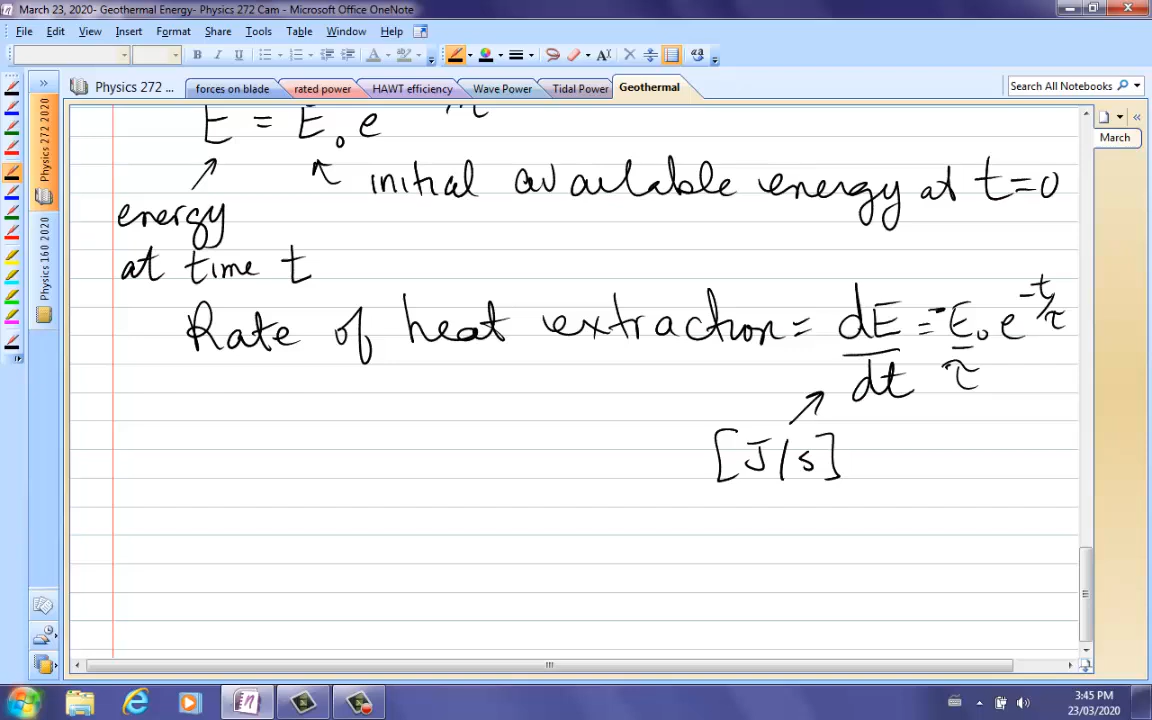 March 23, 2020- Geothermal Energy- Physics 272 Cam - Microsoft Office OneNote
File Edit View Insert Format Share Tools Table Window Help
B I U
Physics 272 ... forces on blade rated power HAWT efficiency Wave Power Tidal Power Geothermal
Search All Notebooks
March
Physics 272 2020
Physics 160 2020
E = E₀ e
initial available energy at t=0
energy
at time t
Rate of heat extraction = dE/dt = -E₀/τ e^(-t/τ)
[J/s]
3:45 PM
23/03/2020